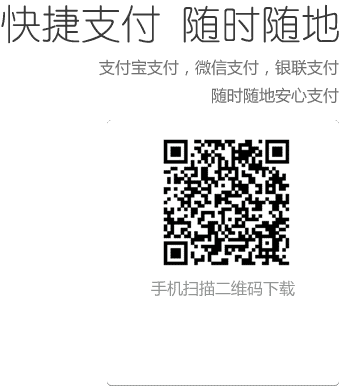 快捷支付 随时随地
支付宝支付，微信支付，银联支付
随时随地安心支付
手机扫描二维码下载